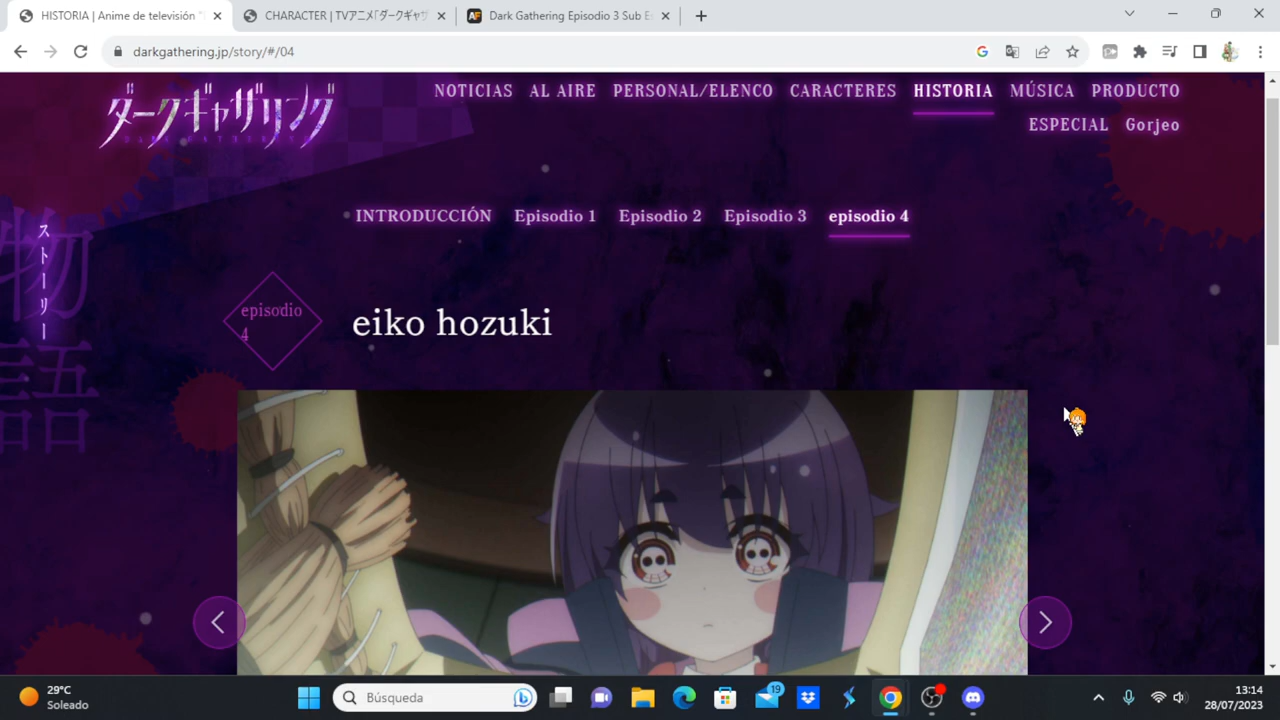 HISTORIA | Anime de televisión "
CHARACTER | TVアニメ「ダークギャザ
Dark Gathering Episodio 3 Sub E
darkgathering.jp/story/#/04
ダークギャザリング
NOTICIAS AL AIRE PERSONAL/ELENCO CARACTERES HISTORIA MÚSICA PRODUCTO
ESPECIAL Gorjeo
INTRODUCCIÓN Episodio 1 Episodio 2 Episodio 3 episodio 4
物語
ストーリー
episodio
4
eiko hozuki
29°C
Soleado
Búsqueda
19
13:14
28/07/2023